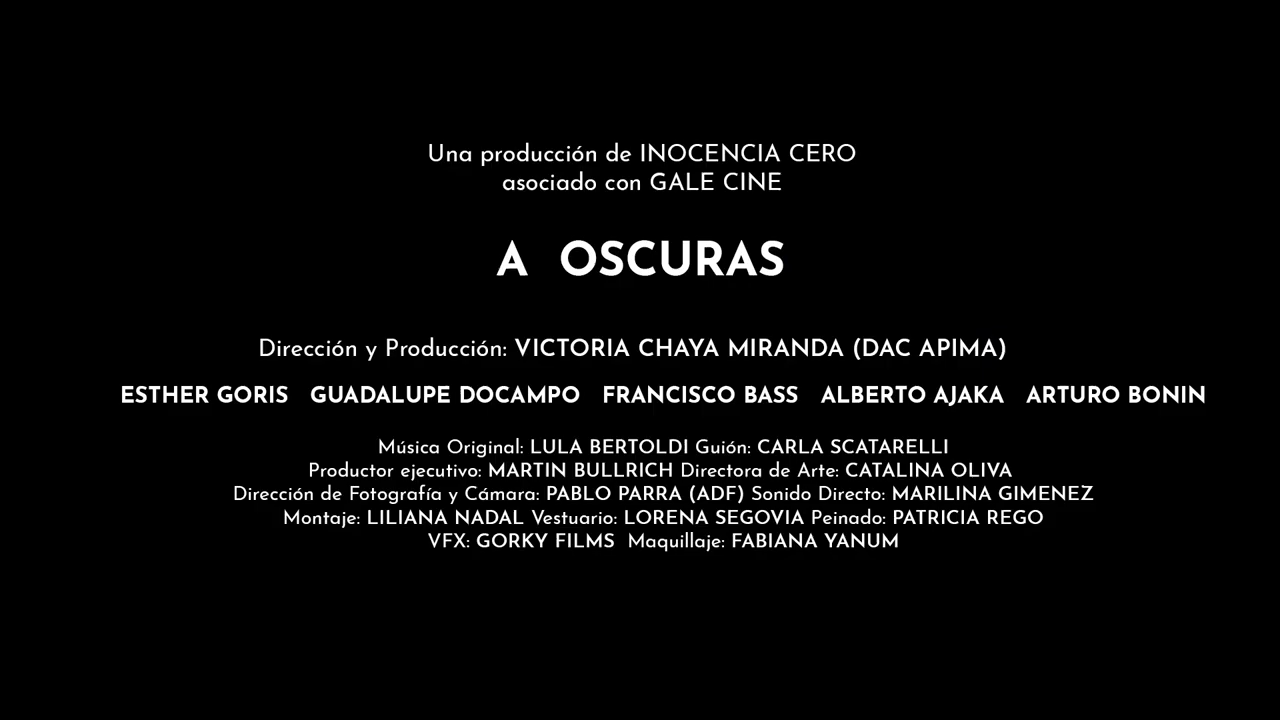 Una producción de INOCENCIA CERO
asociado con GALE CINE
A OSCURAS
Dirección y Producción: VICTORIA CHAYA MIRANDA (DAC APIMA)
ESTHER GORIS GUADALUPE DOCAMPO FRANCISCO BASS ALBERTO AJAKA ARTURO BONIN
Música Original: LULA BERTOLDI Guión: CARLA SCATARELLI
Productor ejecutivo: MARTIN BULLRICH Directora de Arte: CATALINA OLIVA
Dirección de Fotografía y Cámara: PABLO PARRA (ADF) Sonido Directo: MARILINA GIMENEZ
Montaje: LILIANA NADAL Vestuario: LORENA SEGOVIA Peinado: PATRICIA REGO
VFX: GORKY FILMS Maquillaje: FABIANA YANUM